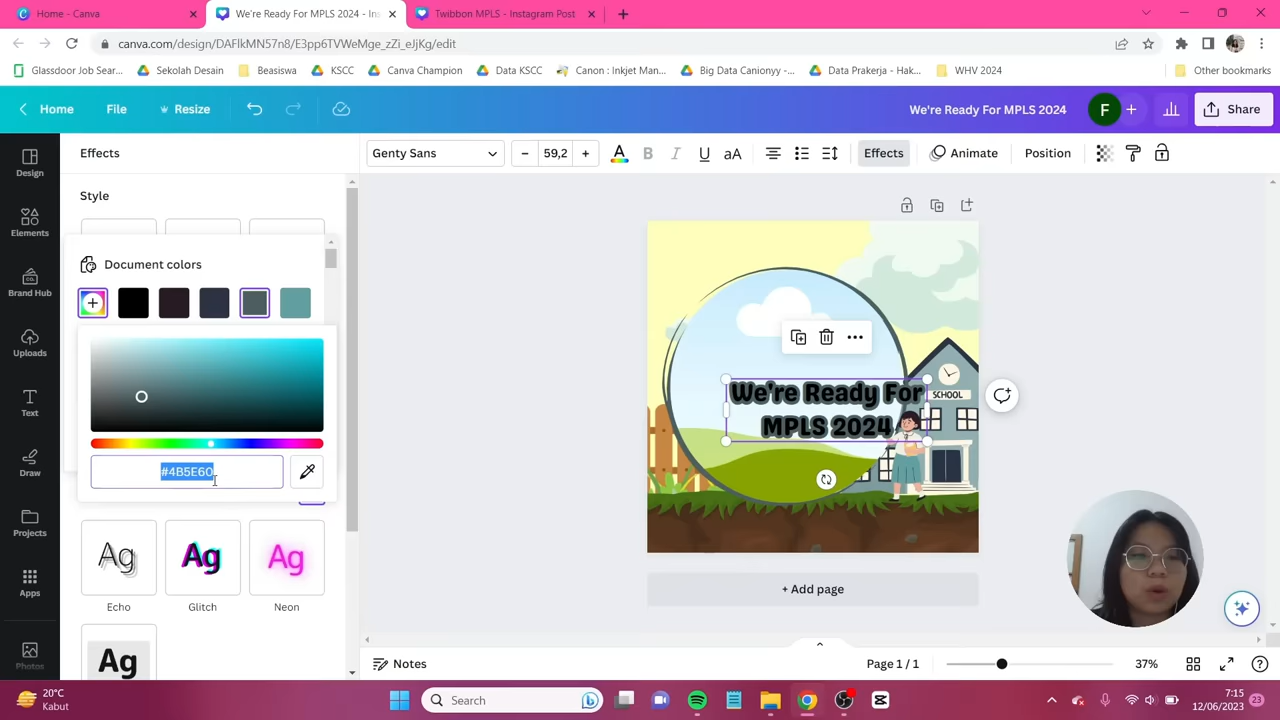 Home - Canva
We're Ready For MPLS 2024 - Ins
Twibbon MPLS - Instagram Post
canva.com/design/DAFlkMN57n8/E3pp6TVWeMge_zZi_eJjKg/edit
Glassdoor Job Sear...
Sekolah Desain
Beasiswa
KSCC
Canva Champion
Data KSCC
Canon : Inkjet Man...
Big Data Canionyy -...
Data Prakerja - Hak...
WHV 2024
Other bookmarks
Home
File
Resize
We're Ready For MPLS 2024
F
Share
Design
Elements
Brand Hub
Uploads
Text
Draw
Projects
Apps
Photos
Effects
Style
Document colors
#4B5E60
Ag
Ag
Ag
Echo
Glitch
Neon
Ag
Genty Sans
59,2
A
B
I
U
aA
Effects
Animate
Position
We're Ready For
MPLS 2024
SCHOOL
+ Add page
Notes
Page 1 / 1
37%
20°C
Kabut
Search
7:15
12/06/2023
23